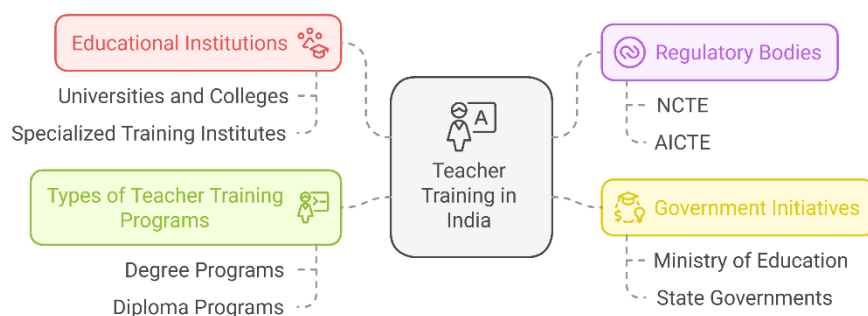 Educational Institutions
Universities and Colleges
Specialized Training Institutes
Types of Teacher Training
Programs
Degree Programs
Diploma Programs
A
Teacher
Training in
India
Regulatory Bodies
NCTE
AICTE
Government Initiatives
Ministry of Education
State Governments